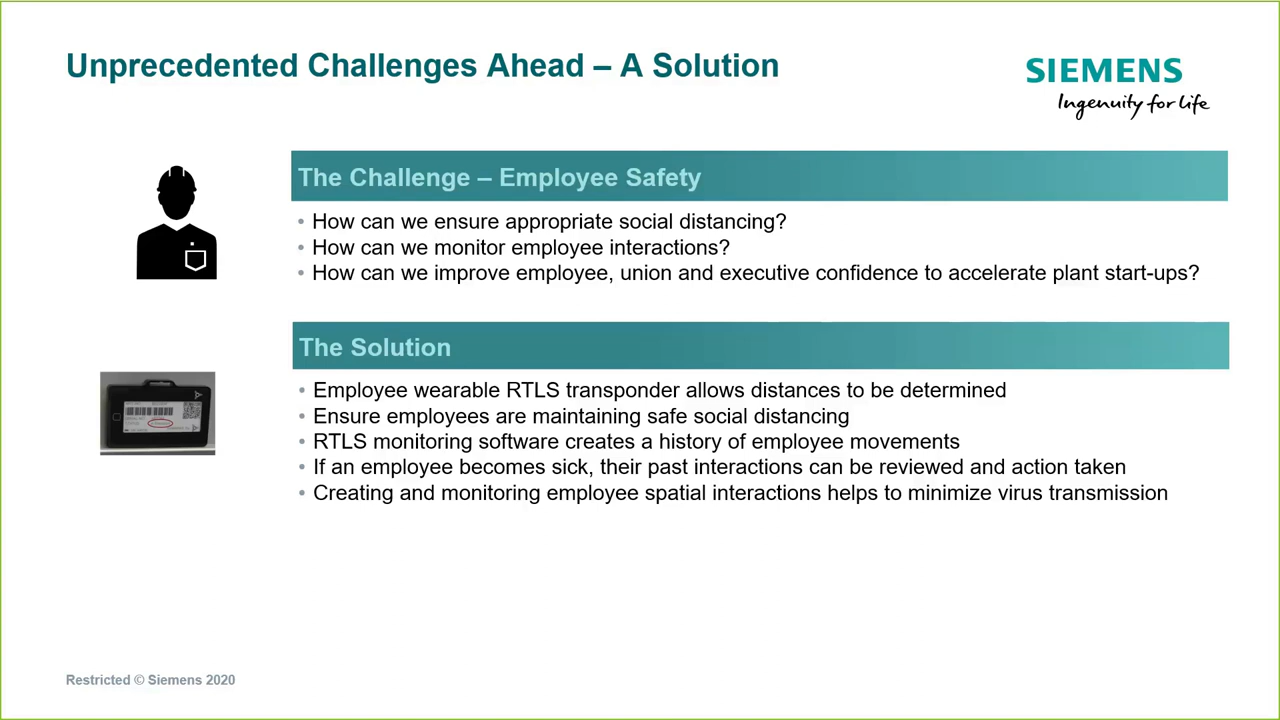 Unprecedented Challenges Ahead – A Solution
SIEMENS
Ingenuity for life
The Challenge – Employee Safety
• How can we ensure appropriate social distancing?
• How can we monitor employee interactions?
• How can we improve employee, union and executive confidence to accelerate plant start-ups?
The Solution
• Employee wearable RTLS transponder allows distances to be determined
• Ensure employees are maintaining safe social distancing
• RTLS monitoring software creates a history of employee movements
• If an employee becomes sick, their past interactions can be reviewed and action taken
• Creating and monitoring employee spatial interactions helps to minimize virus transmission
Restricted © Siemens 2020